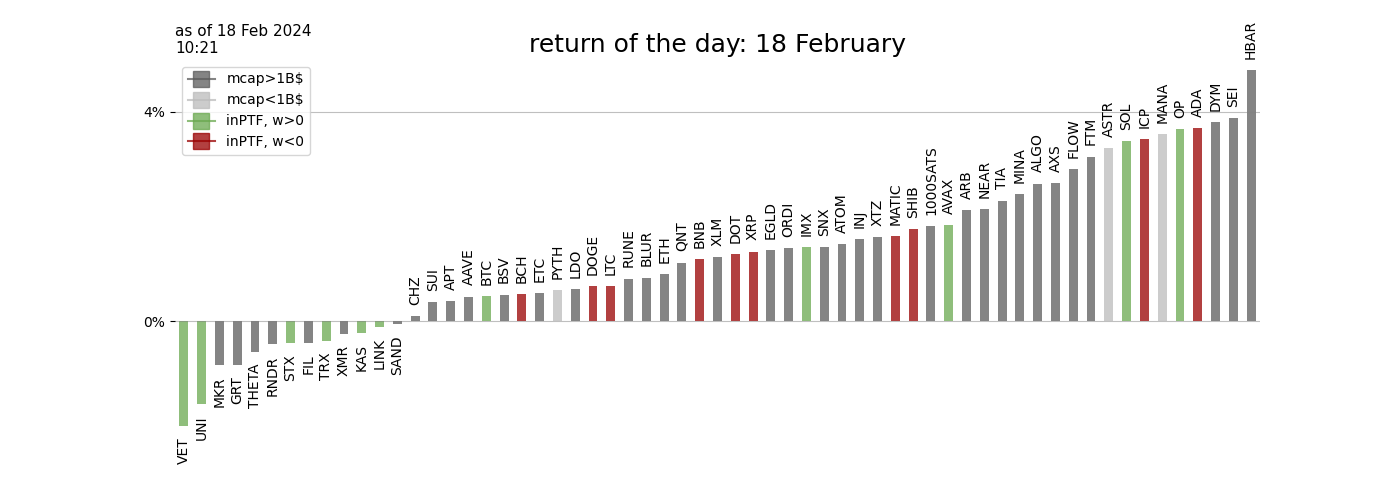 as of 18 Feb 2024
10:21
return of the day: 18 February
mcap>1B$
mcap<1B$
inPTF, w>0
inPTF, w<0
4%
0%
VET
UNI
MKR
GRT
THETA
RNDR
STX
FIL
TRX
XMR
KAS
LINK
SAND
CHZ
SUI
APT
AAVE
BTC
BSV
BCH
ETC
PYTH
LDO
DOGE
LTC
RUNE
BLUR
ETH
QNT
BNB
XLM
DOT
XRP
EGLD
ORDI
IMX
SNX
ATOM
INJ
XTZ
MATIC
SHIB
1000SATS
AVAX
ARB
NEAR
TIA
MINA
ALGO
AXS
FLOW
FTM
ASTR
SOL
ICP
MANA
OP
ADA
DYM
SEI
HBAR